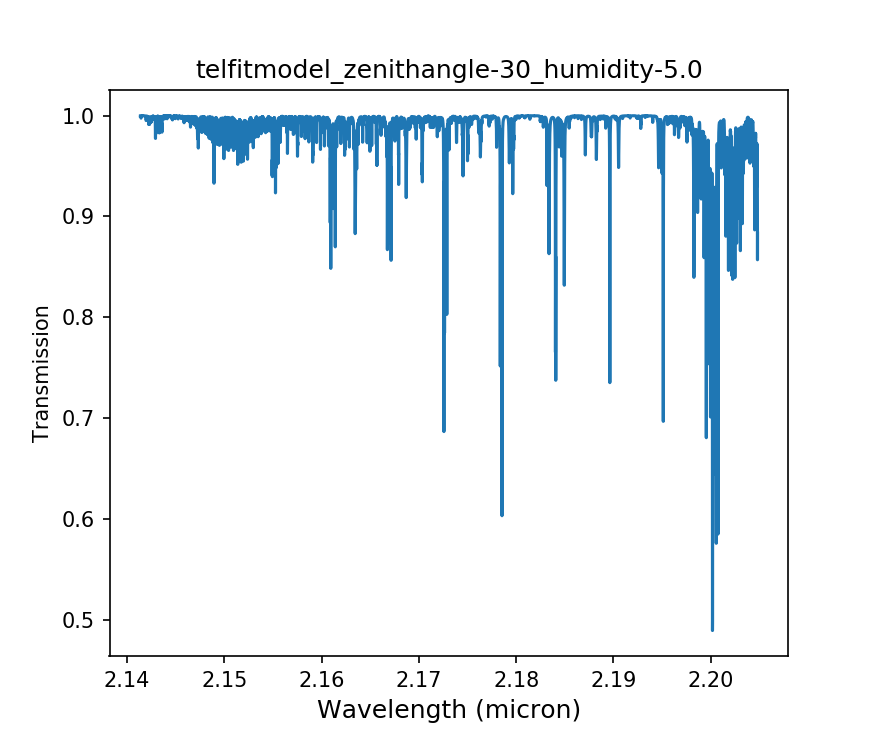 telfitmodel_zenithangle-30_humidity-5.0
1.0
0.9
0.8
0.7
0.6
0.5
Transmission
2.14 2.15 2.16 2.17 2.18 2.19 2.20
Wavelength (micron)